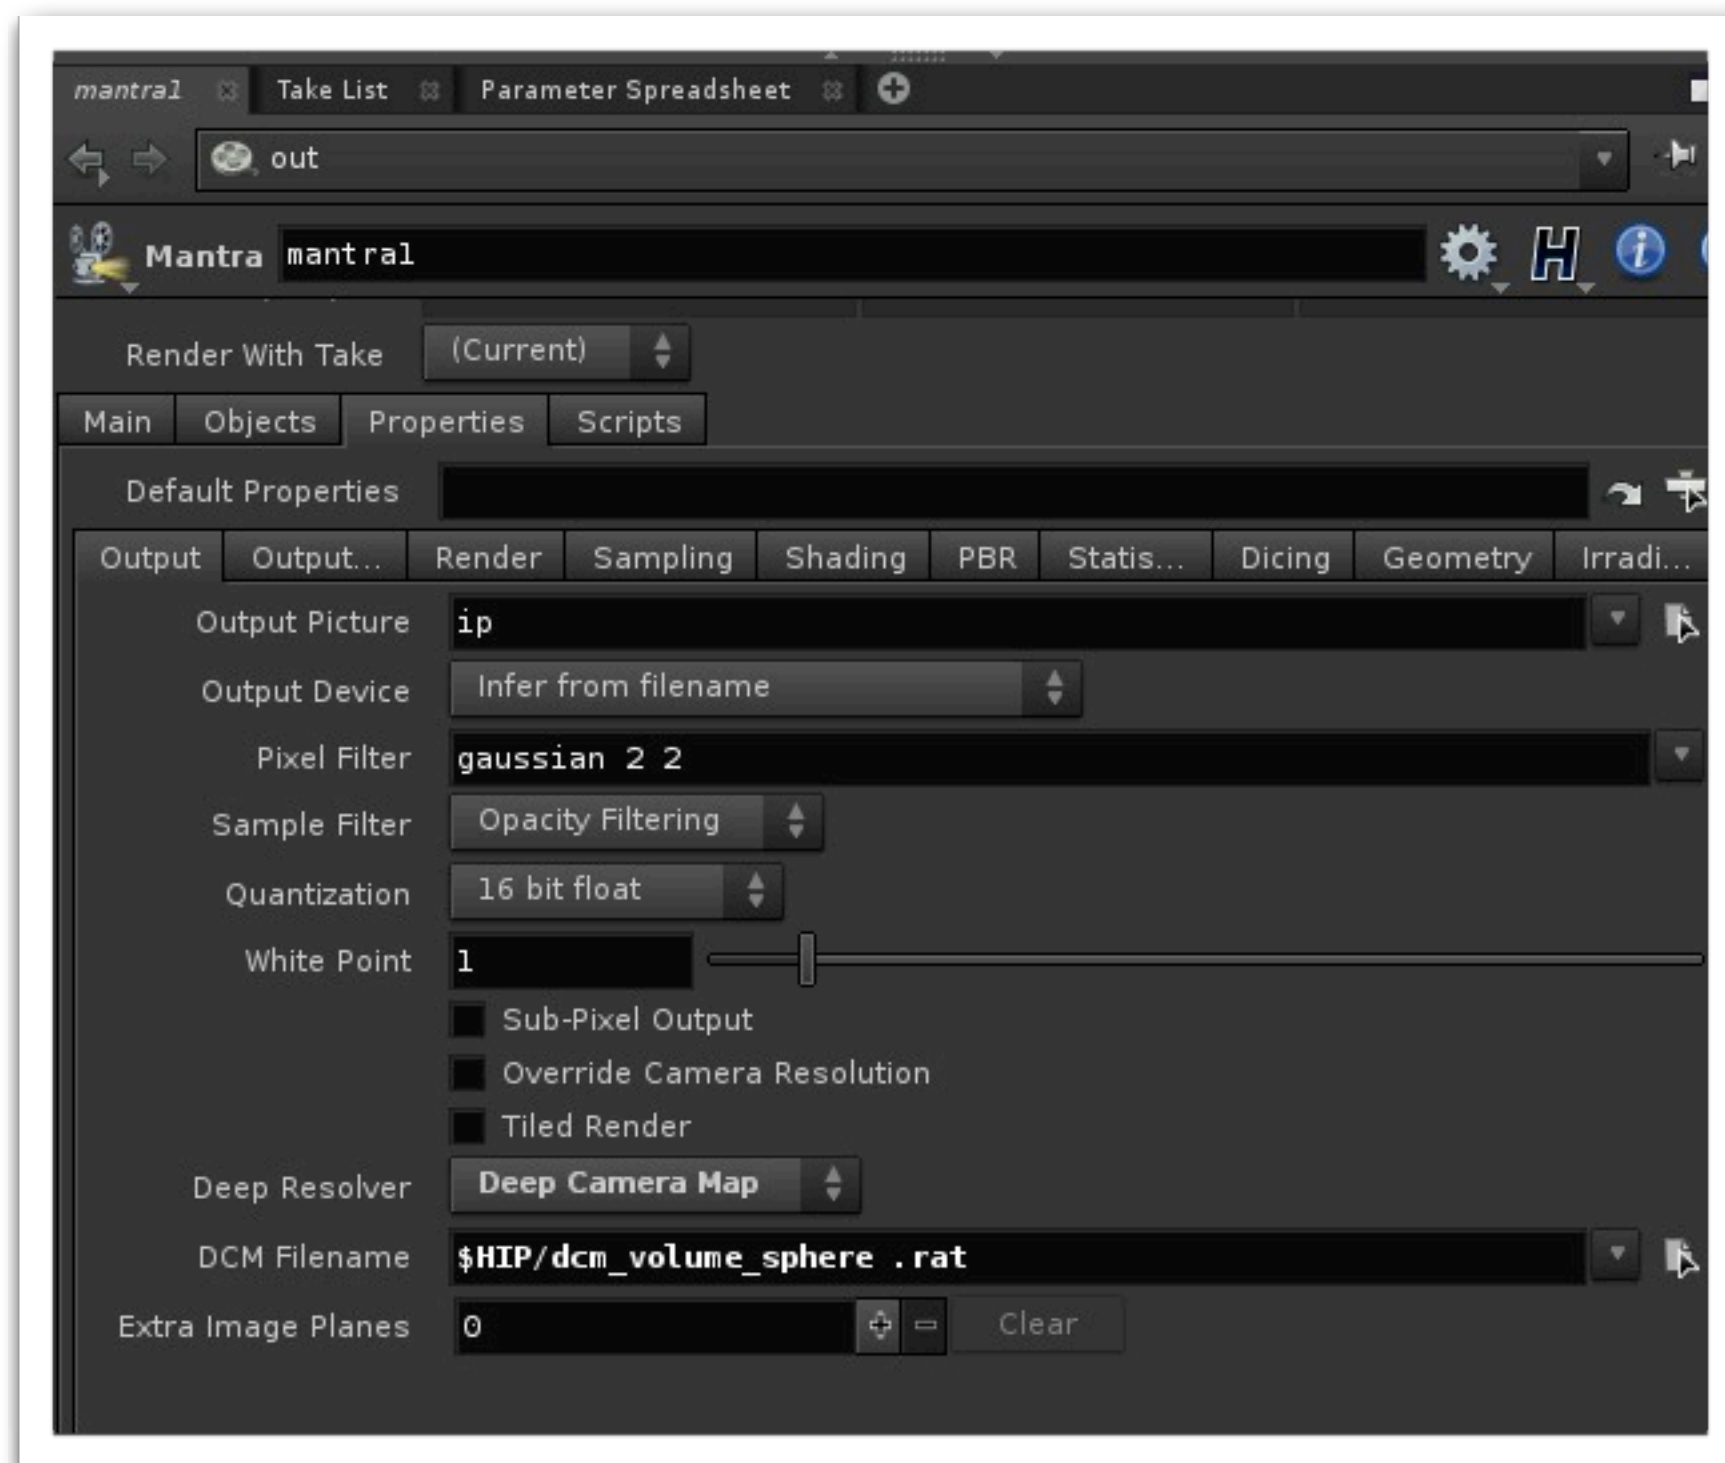 mantra1 Take List Parameter Spreadsheet
out
Mantra mantra1
Render With Take (Current)
Main Objects Properties Scripts
Default Properties
Output Output... Render Sampling Shading PBR Statis... Dicing Geometry Irradi...
Output Picture ip
Output Device Infer from filename
Pixel Filter gaussian 2 2
Sample Filter Opacity Filtering
Quantization 16 bit float
White Point 1
Sub-Pixel Output
Override Camera Resolution
Tiled Render
Deep Resolver Deep Camera Map
DCM Filename $HIP/dcm_volume_sphere .rat
Extra Image Planes 0 Clear